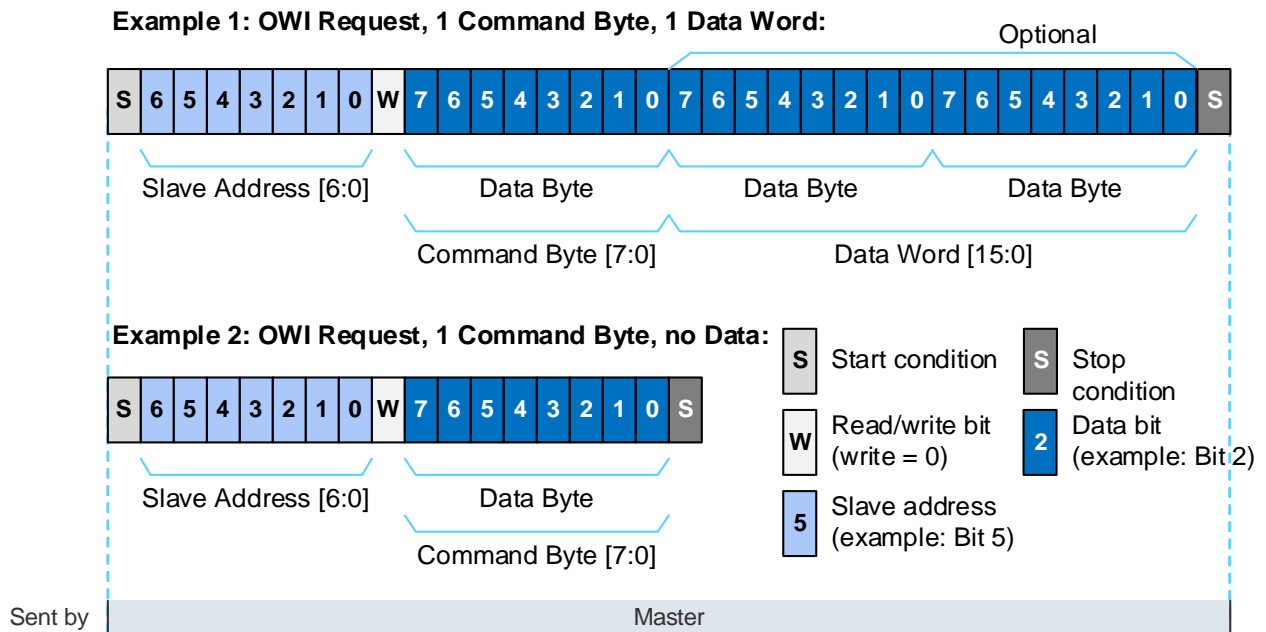 Example 1: OWI Request, 1 Command Byte, 1 Data Word:
Optional
S 6 5 4 3 2 1 0 W 7 6 5 4 3 2 1 0 7 6 5 4 3 2 1 0 7 6 5 4 3 2 1 0 S
Slave Address [6:0] Data Byte Data Byte Data Byte
Command Byte [7:0] Data Word [15:0]
Example 2: OWI Request, 1 Command Byte, no Data:
S 6 5 4 3 2 1 0 W 7 6 5 4 3 2 1 0 S
Slave Address [6:0] Data Byte
Command Byte [7:0]
S Start condition
S Stop
condition
W Read/write bit
(write = 0)
2 Data bit
(example: Bit 2)
5 Slave address
(example: Bit 5)
Sent by Master